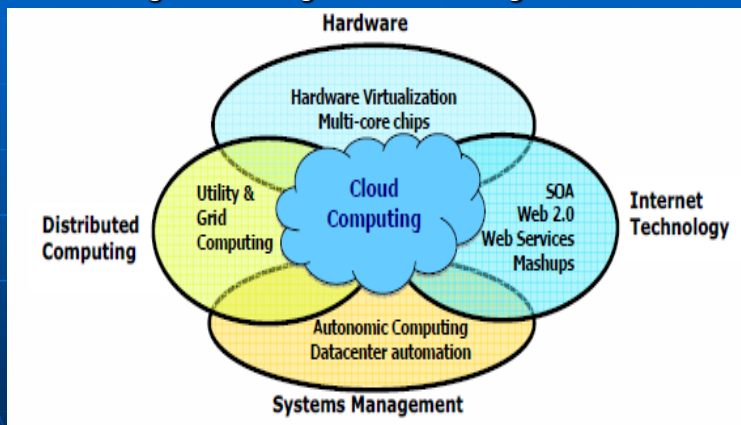 Hardware
Hardware Virtualization
Multi-core chips
Cloud
Computing
Utility &
Grid
Computing
SOA
Web 2.0
Web Services
Mashups
Distributed
Computing
Internet
Technology
Autonomic Computing
Datacenter automation
Systems Management